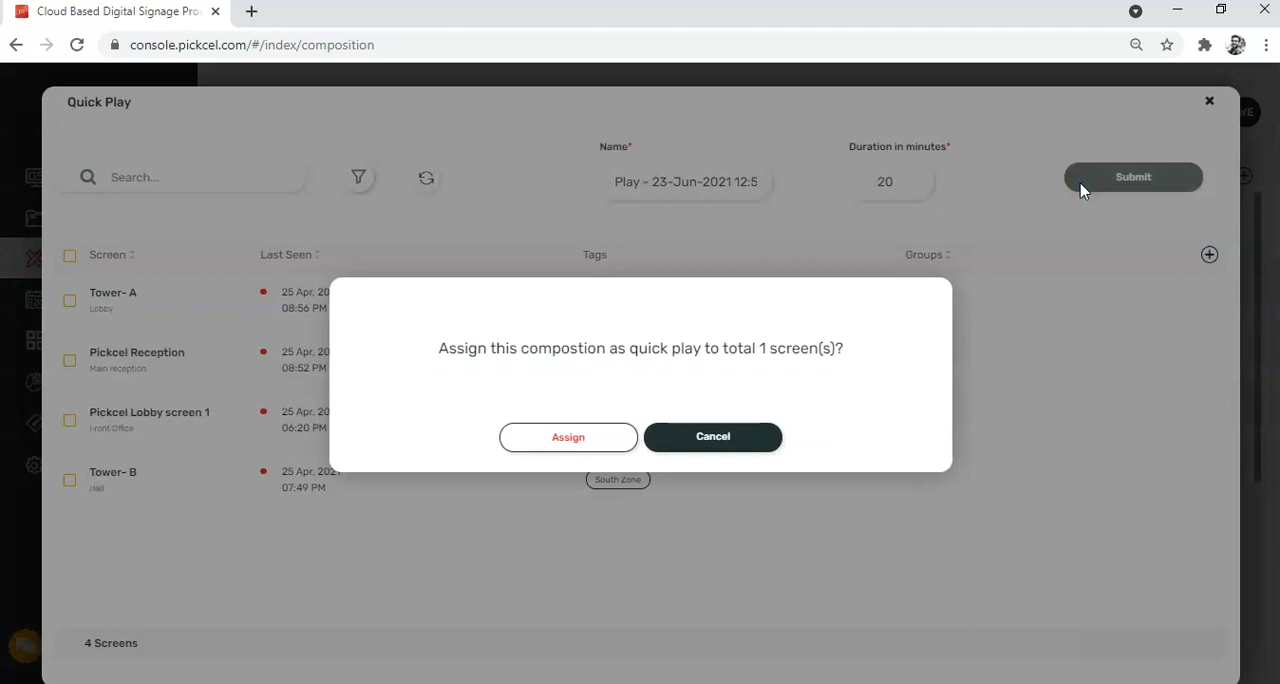 Cloud Based Digital Signage Pro
console.pickcel.com/#/index/composition
Quick Play
Name*
Duration in minutes*
Search...
Play - 23-Jun-2021 12:5
20
Submit
Screen
Last Seen
Tags
Groups
Tower- A
Lobby
25 Apr, 20
08:56 PM
Assign this compostion as quick play to total 1 screen(s)?
Pickcel Reception
Main reception
25 Apr, 20
08:52 PM
Pickcel Lobby screen 1
Front Office
25 Apr, 20
06:20 PM
Assign
Cancel
Tower- B
Hall
25 Apr, 2021
07:49 PM
South Zone
4 Screens